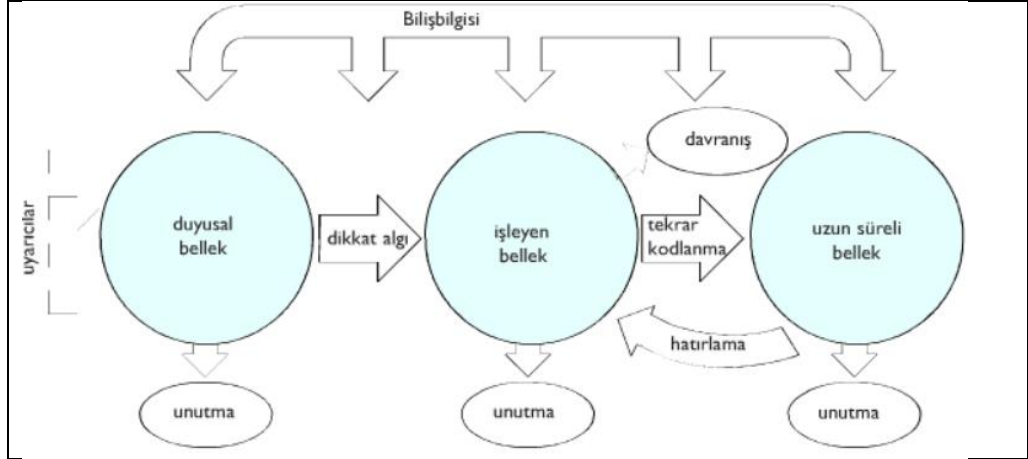 Bilişbilgisi
davranış
uyarıcılar
duyusal
bellek
dikkat algı
işleyen
bellek
tekrar
kodlanma
uzun süreli
bellek
hatırlama
unutma
unutma
unutma